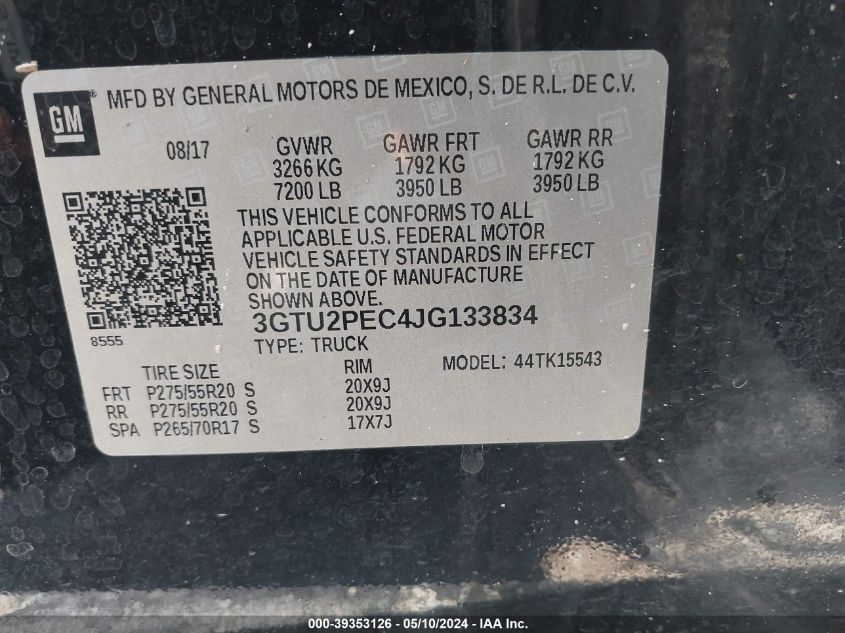 GM
® MFD BY GENERAL MOTORS DE MEXICO, S. DE R.L. DE C.V.
08/17 GVWR GAWR FRT GAWR RR
3266 KG 1792 KG 1792 KG
7200 LB 3950 LB 3950 LB
THIS VEHICLE CONFORMS TO ALL
APPLICABLE U.S. FEDERAL MOTOR
VEHICLE SAFETY STANDARDS IN EFFECT
ON THE DATE OF MANUFACTURE
SHOWN ABOVE.
8555
3GTU2PEC4JG133834
TYPE: TRUCK MODEL: 44TK15543
TIRE SIZE RIM
FRT P275/55R20 S 20X9J
RR P275/55R20 S 20X9J
SPA P265/70R17 S 17X7J
000-39353126 - 05/10/2024 - IAA Inc.